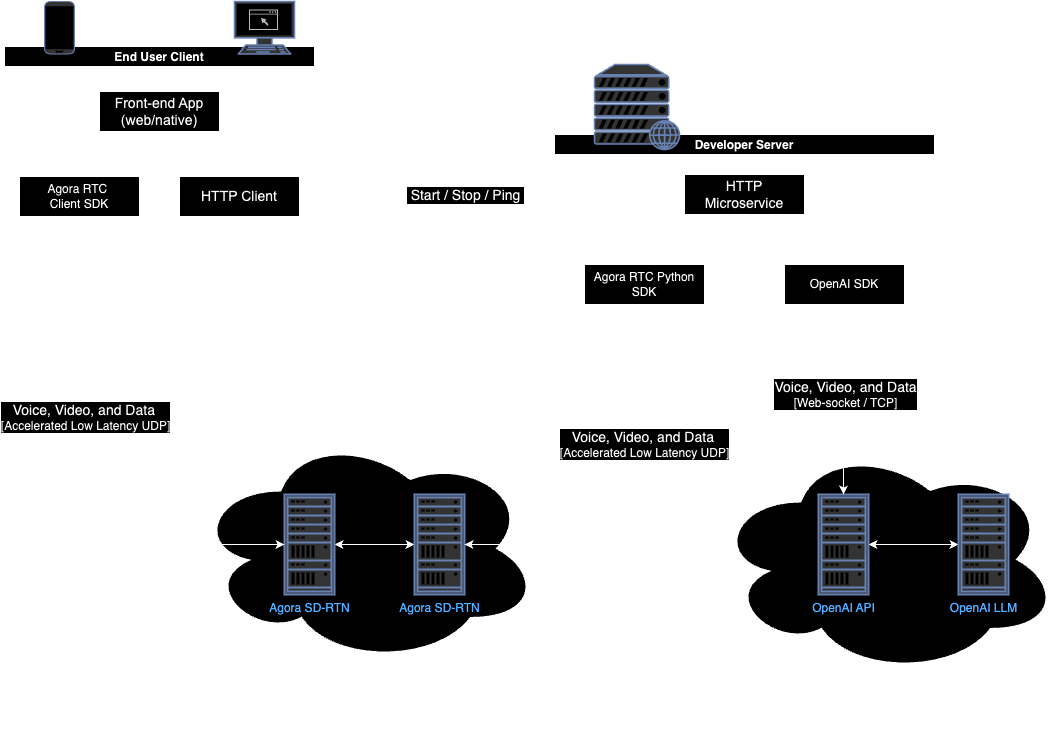 End User Client
Front-end App
(web/native)
Developer Server
Agora RTC
Client SDK
HTTP Client
Start / Stop / Ping
HTTP
Microservice
Agora RTC Python
SDK
OpenAI SDK
Voice, Video, and Data
[Web-socket / TCP]
Voice, Video, and Data
[Accelerated Low Latency UDP]
Voice, Video, and Data
[Accelerated Low Latency UDP]
Agora SD-RTN
Agora SD-RTN
OpenAI API
OpenAI LLM